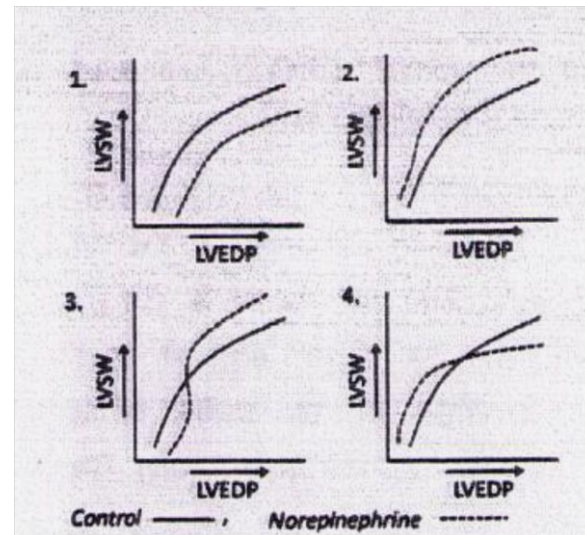 1.
LVSW
LVEDP
2.
LVSW
LVEDP
3.
LVSW
LVEDP
4.
LVSW
LVEDP
Control , Norepinephrine